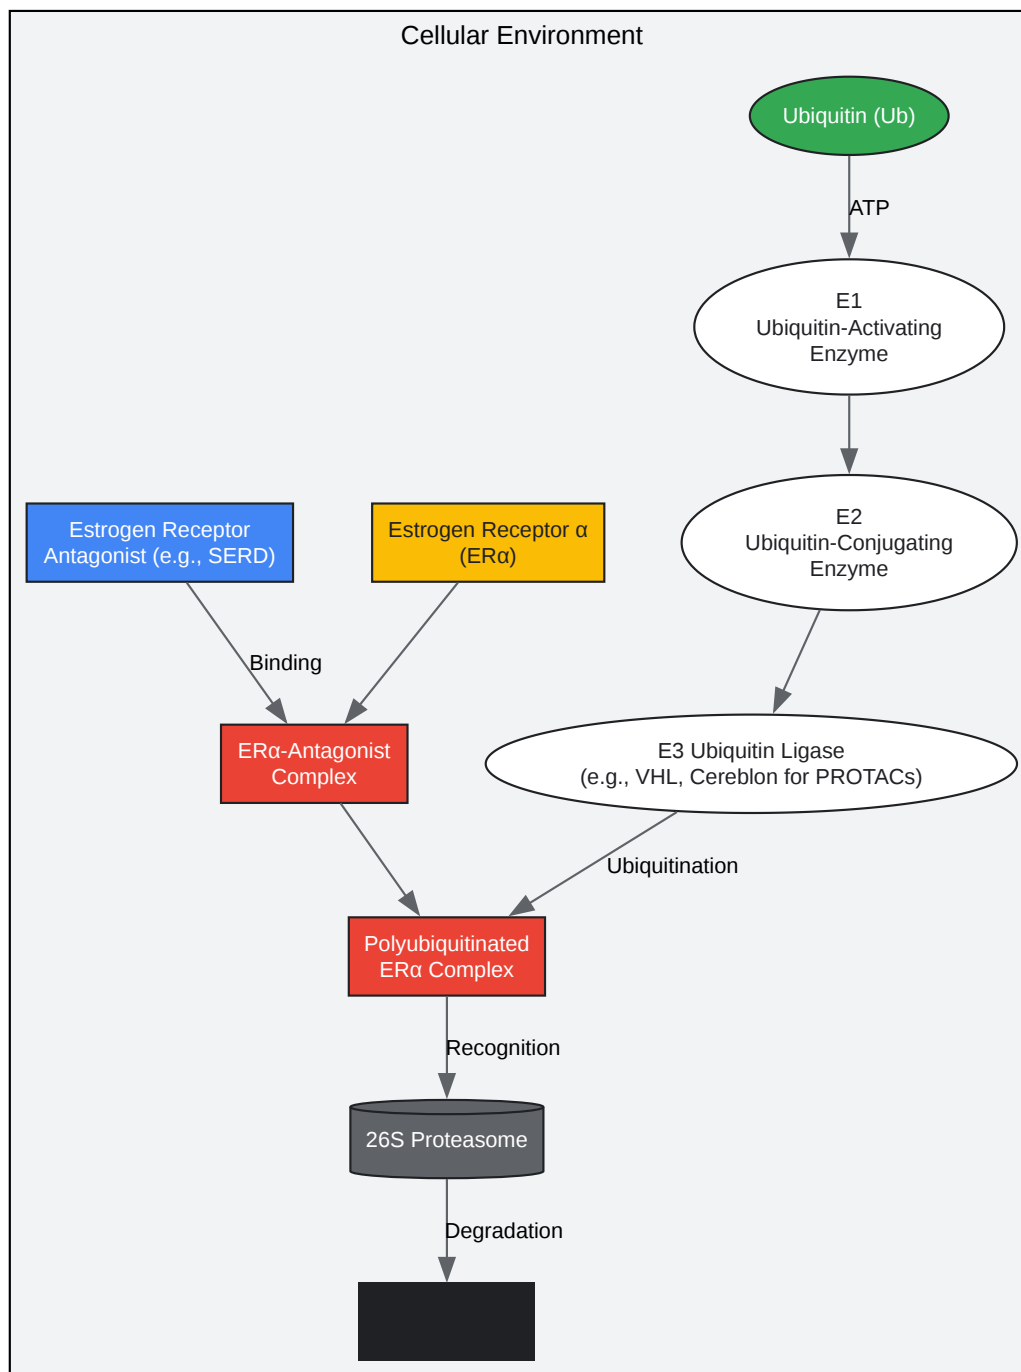 Cellular Environment
Ubiquitin (Ub)
ATP
E1
Ubiquitin-Activating
Enzyme
Estrogen Receptor
Antagonist (e.g., SERD)
Estrogen Receptor α
(ERα)
E2
Ubiquitin-Conjugating
Enzyme
Binding
ERα-Antagonist
Complex
E3 Ubiquitin Ligase
(e.g., VHL, Cereblon for PROTACs)
Ubiquitination
Polyubiquitinated
ERα Complex
Recognition
26S Proteasome
Degradation